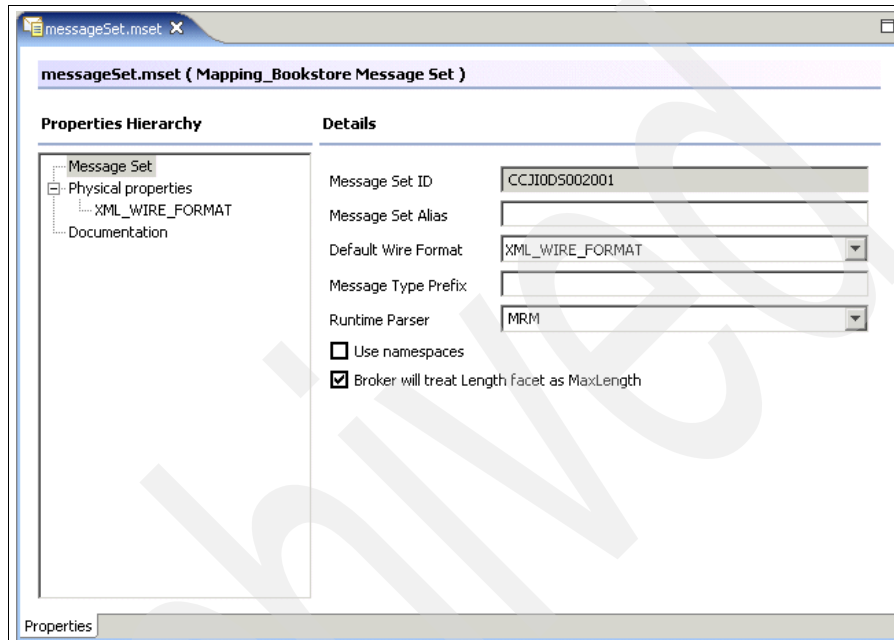 messageSet.mset
messageSet.mset ( Mapping_Bookstore Message Set )
Properties Hierarchy
Message Set
Physical properties
XML_WIRE_FORMAT
Documentation
Details
Message Set ID CCJI0DS002001
Message Set Alias
Default Wire Format XML_WIRE_FORMAT
Message Type Prefix
Runtime Parser MRM
Use namespaces
Broker will treat Length facet as MaxLength
Properties